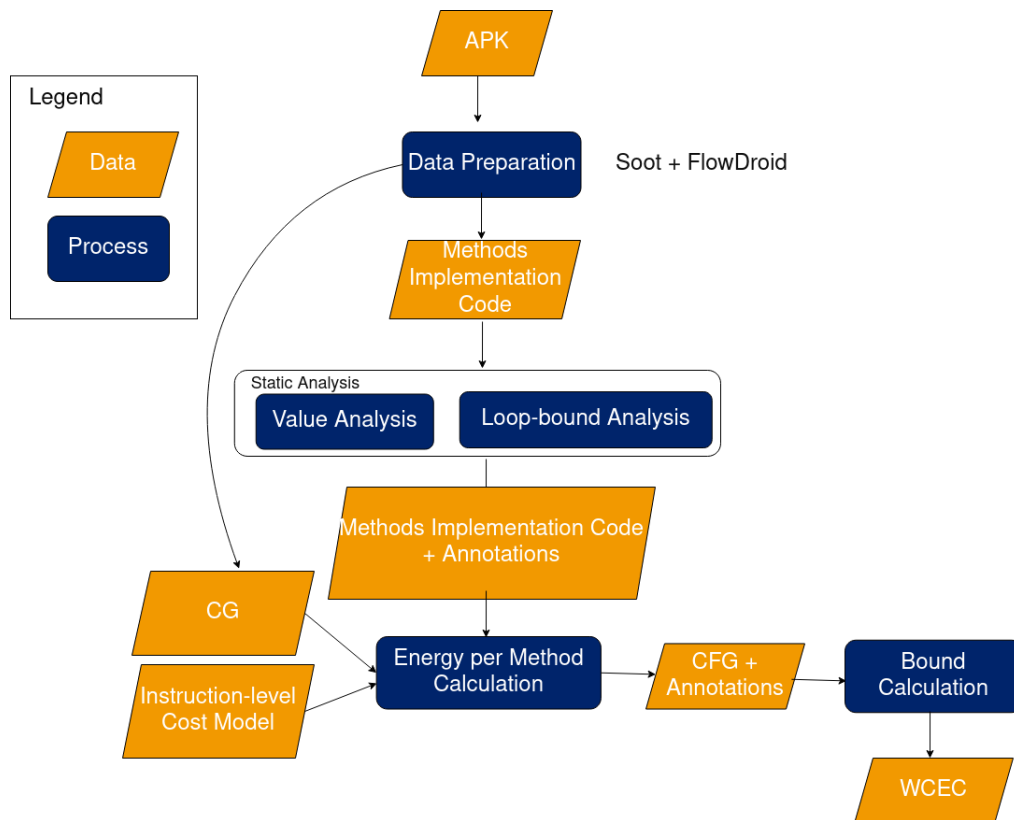 APK
Legend
Data
Process
Data Preparation
Soot + FlowDroid
Methods
Implementation
Code
Static Analysis
Value Analysis
Loop-bound Analysis
Methods Implementation Code
+ Annotations
CG
Instruction-level
Cost Model
Energy per Method
Calculation
CFG +
Annotations
Bound
Calculation
WCEC